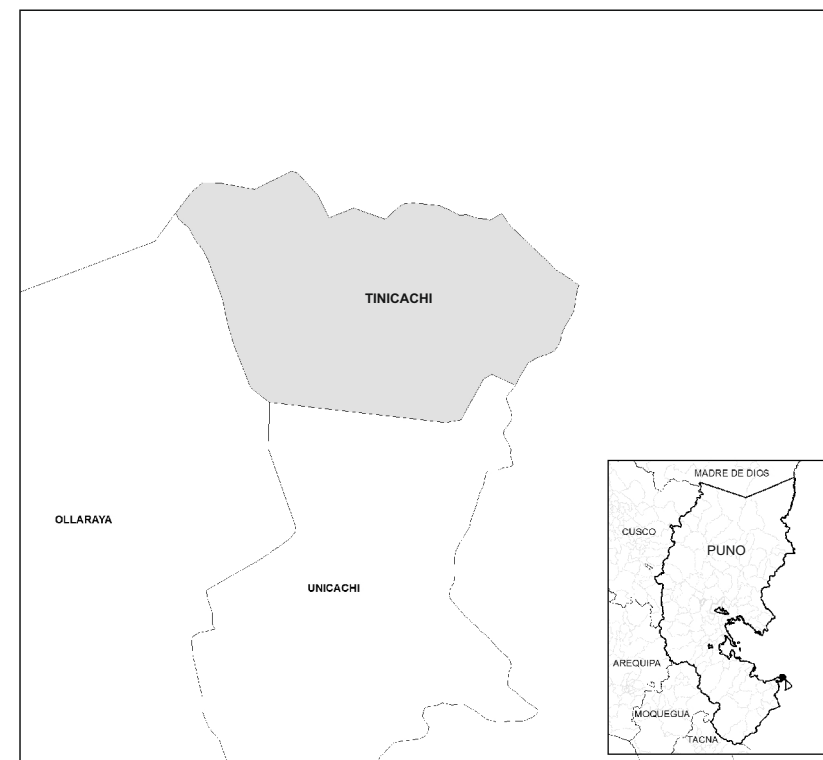 TINICACHI
OLLARAYA
UNICACHI
MADRE DE DIOS
CUSCO
PUNO
AREQUIPA
MOQUEGUA
TACNA